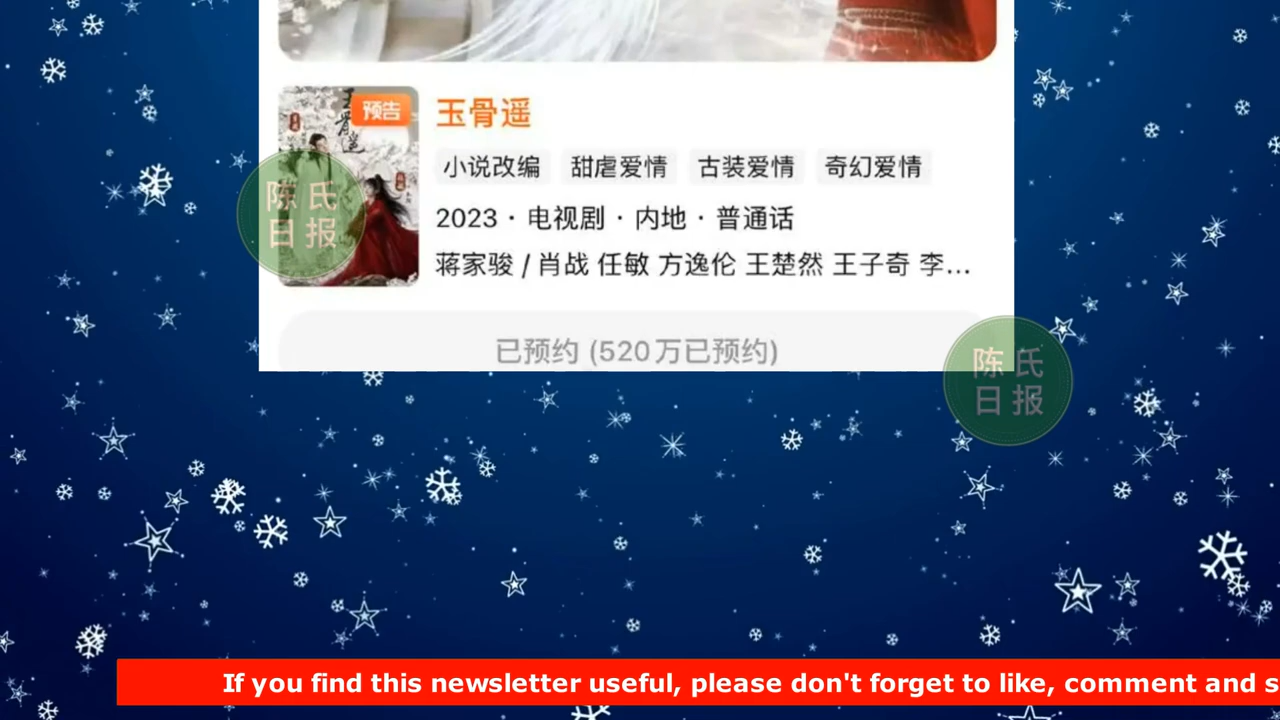 预告
玉骨遥
小说改编 甜虐爱情 古装爱情 奇幻爱情
2023 · 电视剧 · 内地 · 普通话
蒋家骏 / 肖战 任敏 方逸伦 王楚然 王子奇 李...
已预约 (520万已预约)
陈氏
日报
陈氏
日报
If you find this newsletter useful, please don't forget to like, comment and s